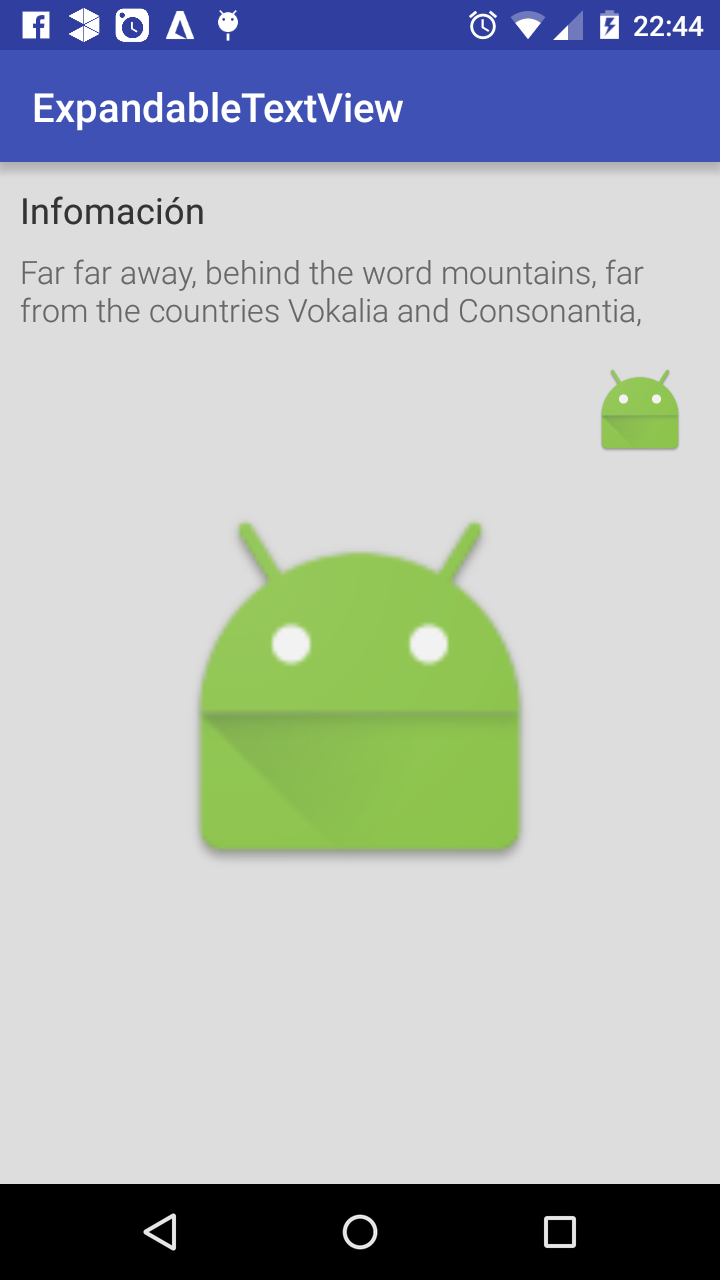 22:44
ExpandableTextView
Infomación
Far far away, behind the word mountains, far
from the countries Vokalia and Consonantia,